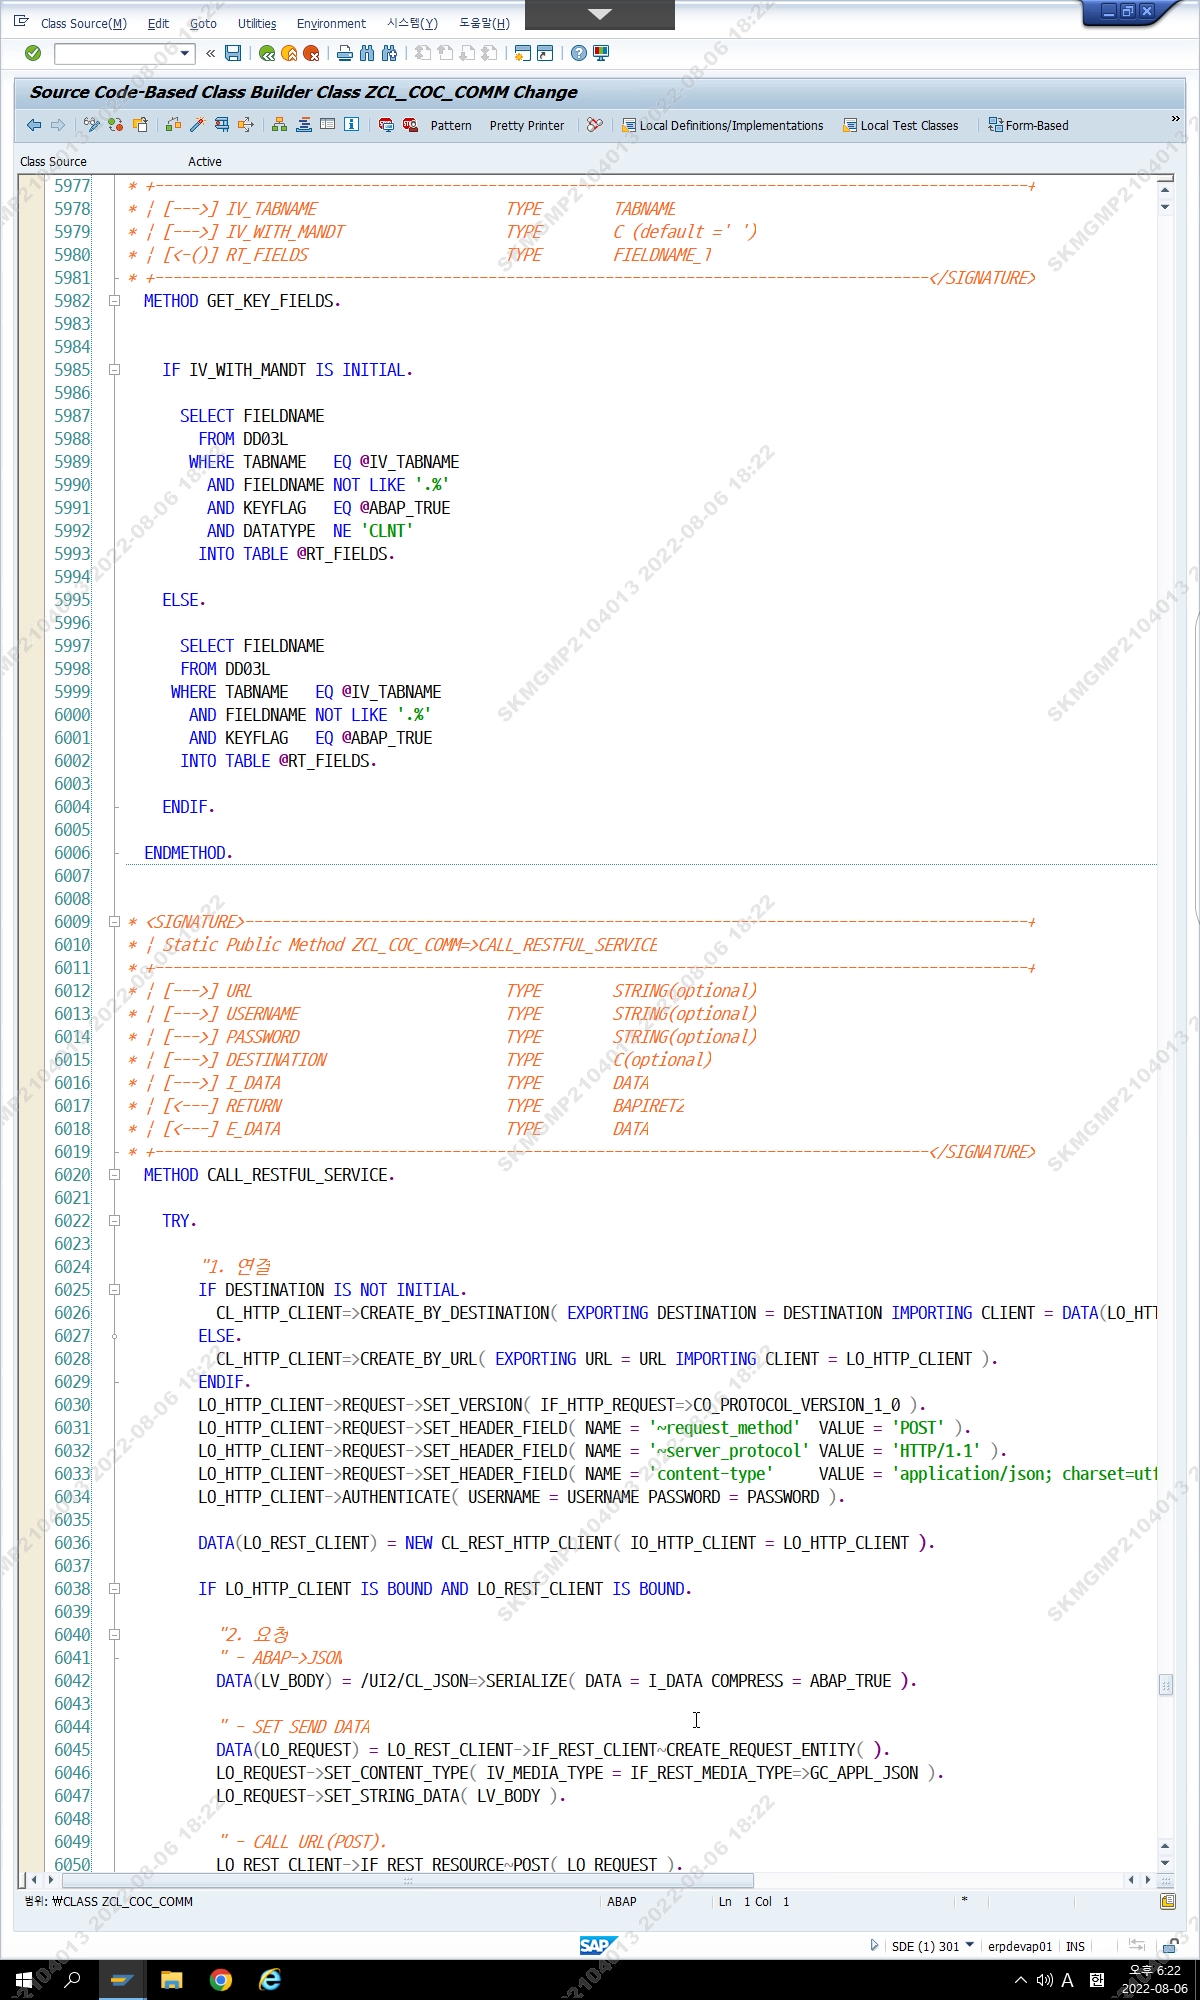 Class Source(M) Edit Goto Utilities Environment 시스템(Y) 도움말(H)
Source Code-Based Class Builder Class ZCL_COC_COMM Change
Pattern Pretty Printer Local Definitions/Implementations Local Test Classes Form-Based
Class Source Active
5977 * +------------------------------------------------------------------------------------------------+
5978 * ¦ [--->] IV_TABNAME TYPE TABNAME
5979 * ¦ [--->] IV_WITH_MANDT TYPE C (default =' ')
5980 * ¦ [<-()] RT_FIELDS TYPE FIELDNAME_T
5981 * +--------------------------------------------------------------------------------------</SIGNATURE>
5982 METHOD GET_KEY_FIELDS.
5983
5984
5985 IF IV_WITH_MANDT IS INITIAL.
5986
5987 SELECT FIELDNAME
5988 FROM DD03L
5989 WHERE TABNAME EQ @IV_TABNAME
5990 AND FIELDNAME NOT LIKE '.%'
5991 AND KEYFLAG EQ @ABAP_TRUE
5992 AND DATATYPE NE 'CLNT'
5993 INTO TABLE @RT_FIELDS.
5994
5995 ELSE.
5996
5997 SELECT FIELDNAME
5998 FROM DD03L
5999 WHERE TABNAME EQ @IV_TABNAME
6000 AND FIELDNAME NOT LIKE '.%'
6001 AND KEYFLAG EQ @ABAP_TRUE
6002 INTO TABLE @RT_FIELDS.
6003
6004 ENDIF.
6005
6006 ENDMETHOD.
6007
6008
6009 * <SIGNATURE>---------------------------------------------------------------------------------------+
6010 * ¦ Static Public Method ZCL_COC_COMM=>CALL_RESTFUL_SERVICE
6011 * +-------------------------------------------------------------------------------------------------+
6012 * ¦ [--->] URL TYPE STRING(optional)
6013 * ¦ [--->] USERNAME TYPE STRING(optional)
6014 * ¦ [--->] PASSWORD TYPE STRING(optional)
6015 * ¦ [--->] DESTINATION TYPE C(optional)
6016 * ¦ [--->] I_DATA TYPE DATA
6017 * ¦ [<---] RETURN TYPE BAPIRET2
6018 * ¦ [<---] E_DATA TYPE DATA
6019 * +--------------------------------------------------------------------------------------</SIGNATURE>
6020 METHOD CALL_RESTFUL_SERVICE.
6021
6022 TRY.
6023
6024 "1. 연결
6025 IF DESTINATION IS NOT INITIAL.
6026 CL_HTTP_CLIENT=>CREATE_BY_DESTINATION( EXPORTING DESTINATION = DESTINATION IMPORTING CLIENT = DATA(LO_HTT
6027 ELSE.
6028 CL_HTTP_CLIENT=>CREATE_BY_URL( EXPORTING URL = URL IMPORTING CLIENT = LO_HTTP_CLIENT ).
6029 ENDIF.
6030 LO_HTTP_CLIENT->REQUEST->SET_VERSION( IF_HTTP_REQUEST=>CO_PROTOCOL_VERSION_1_0 ).
6031 LO_HTTP_CLIENT->REQUEST->SET_HEADER_FIELD( NAME = '~request_method' VALUE = 'POST' ).
6032 LO_HTTP_CLIENT->REQUEST->SET_HEADER_FIELD( NAME = '~server_protocol' VALUE = 'HTTP/1.1' ).
6033 LO_HTTP_CLIENT->REQUEST->SET_HEADER_FIELD( NAME = 'content-type' VALUE = 'application/json; charset=utf
6034 LO_HTTP_CLIENT->AUTHENTICATE( USERNAME = USERNAME PASSWORD = PASSWORD ).
6035
6036 DATA(LO_REST_CLIENT) = NEW CL_REST_HTTP_CLIENT( IO_HTTP_CLIENT = LO_HTTP_CLIENT ).
6037
6038 IF LO_HTTP_CLIENT IS BOUND AND LO_REST_CLIENT IS BOUND.
6039
6040 "2. 요청
6041 " - ABAP->JSON
6042 DATA(LV_BODY) = /UI2/CL_JSON=>SERIALIZE( DATA = I_DATA COMPRESS = ABAP_TRUE ).
6043
6044 " - SET SEND DATA
6045 DATA(LO_REQUEST) = LO_REST_CLIENT->IF_REST_CLIENT~CREATE_REQUEST_ENTITY( ).
6046 LO_REQUEST->SET_CONTENT_TYPE( IV_MEDIA_TYPE = IF_REST_MEDIA_TYPE=>GC_APPL_JSON ).
6047 LO_REQUEST->SET_STRING_DATA( LV_BODY ).
6048
6049 " - CALL URL(POST).
6050 LO_REST_CLIENT->IF_REST_RESOURCE~POST( LO_REQUEST ).
범위: ₩CLASS ZCL_COC_COMM ABAP Ln 1 Col 1 *
SAP SDE (1) 301 erpdevap01 INS
A 한 오후 6:22
2022-08-06
SKMGMP2104013 2022-08-06 18:22